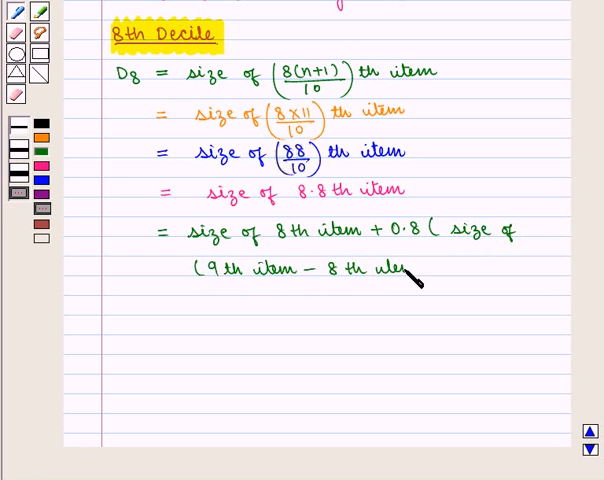 8th Decile
D8 = size of (8(n+1)/10) th item
= size of (8×11/10) th item
= size of (88/10) th item
= size of 8.8th item
= size of 8th item + 0.8 ( size of
(9th item − 8th